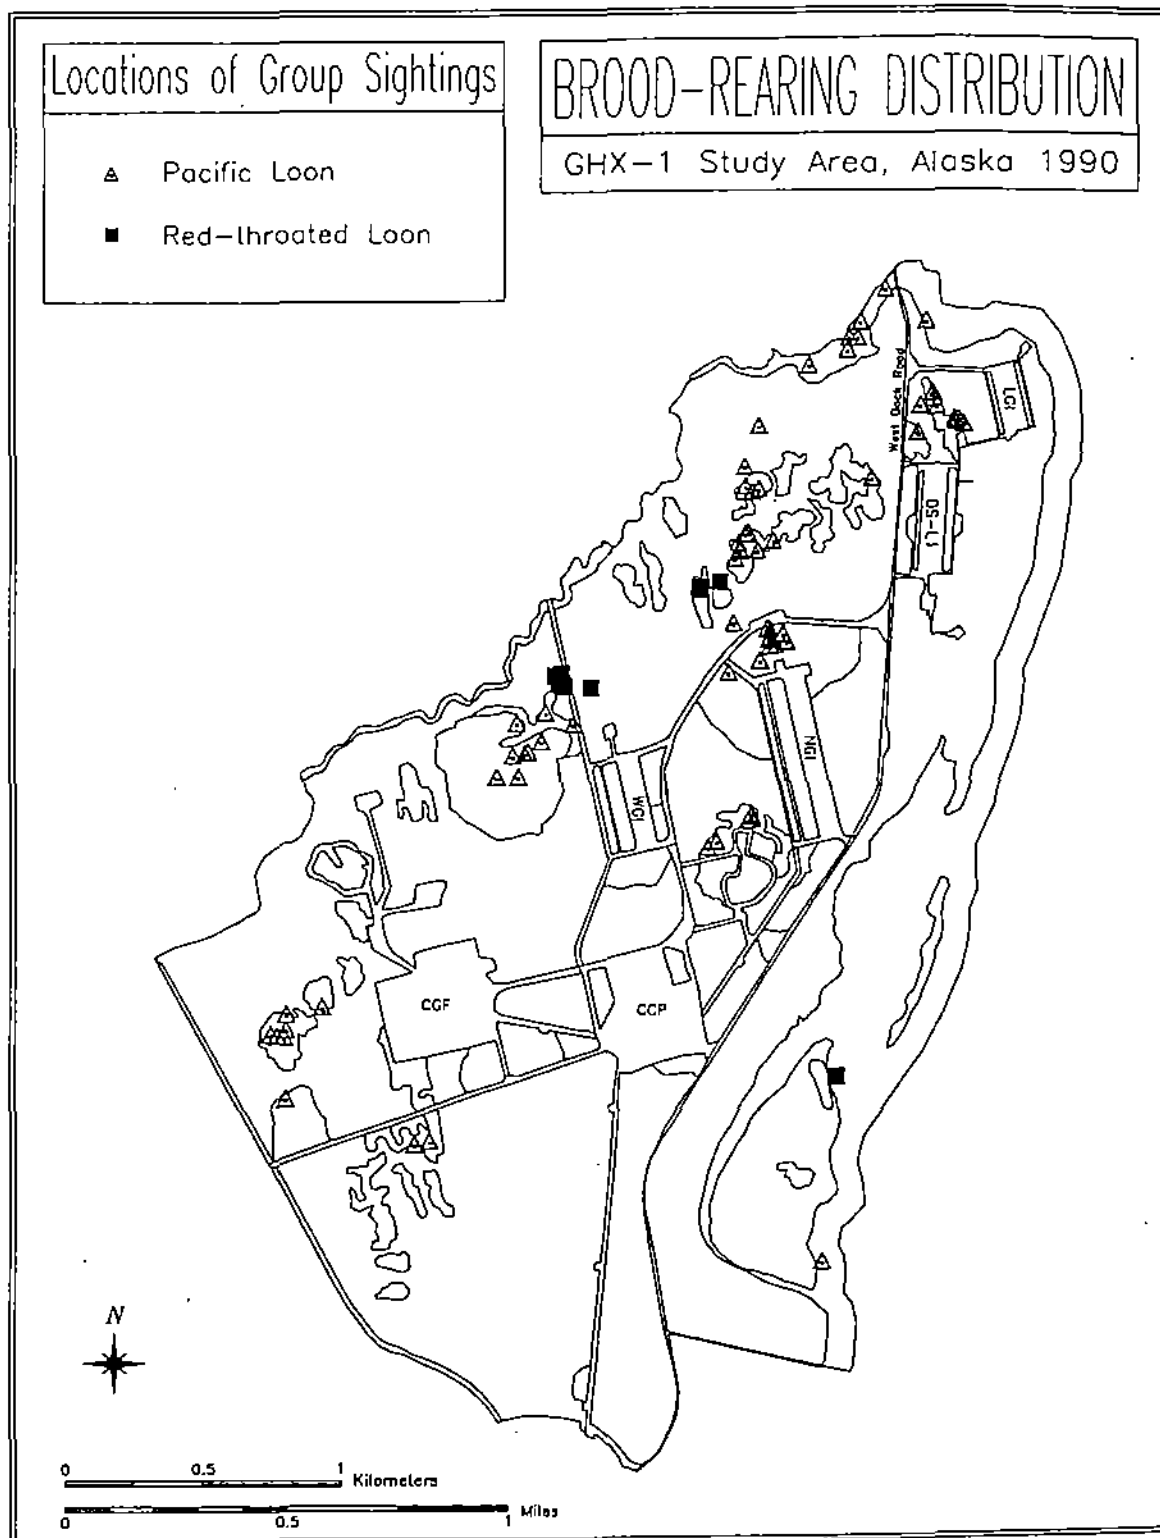 Locations of Group Sightings
Pacific Loon
Red-throated Loon
BROOD-REARING DISTRIBUTION
GHX-1 Study Area, Alaska 1990
West Dock Road
LGI
DS-L1
NGI
WGI
CGF
CGP
N
0 0.5 1 Kilometers
0 0.5 1 Miles